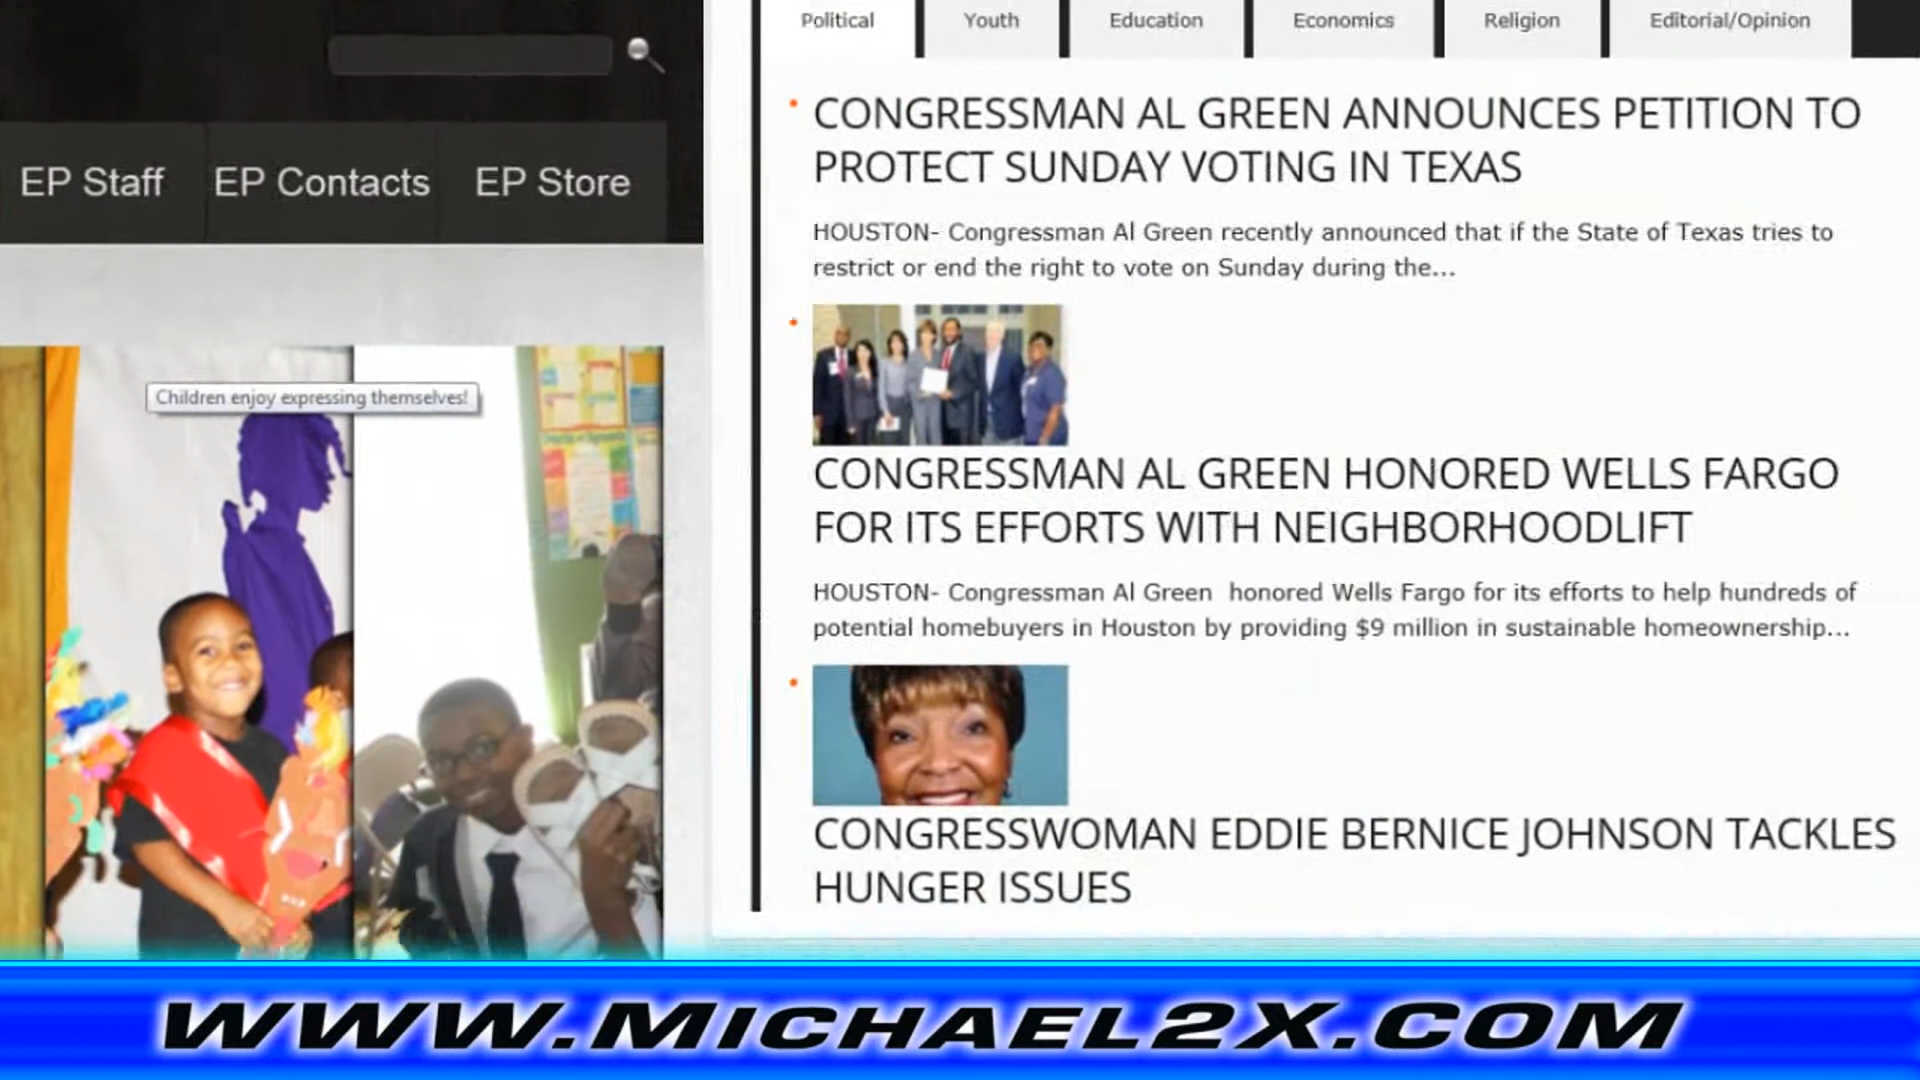 EP Staff
EP Contacts
EP Store
Children enjoy expressing themselves!
Political
Youth
Education
Economics
Religion
Editorial/Opinion
CONGRESSMAN AL GREEN ANNOUNCES PETITION TO
PROTECT SUNDAY VOTING IN TEXAS
HOUSTON- Congressman Al Green recently announced that if the State of Texas tries to
restrict or end the right to vote on Sunday during the...
CONGRESSMAN AL GREEN HONORED WELLS FARGO
FOR ITS EFFORTS WITH NEIGHBORHOODLIFT
HOUSTON- Congressman Al Green  honored Wells Fargo for its efforts to help hundreds of
potential homebuyers in Houston by providing $9 million in sustainable homeownership...
CONGRESSWOMAN EDDIE BERNICE JOHNSON TACKLES
HUNGER ISSUES
WWW.MICHAEL2X.COM